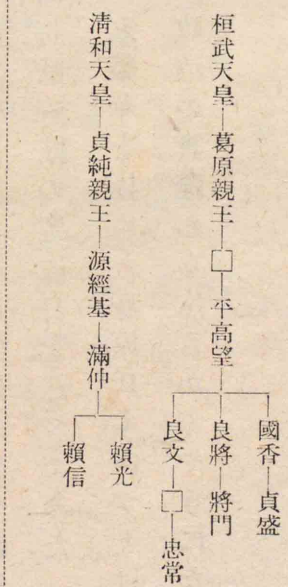 桓武天皇―葛原親王―□―平高望
國香―貞盛
良將―將門
良文―□―忠常
清和天皇―貞純親王―源經基―滿仲
賴光
賴信